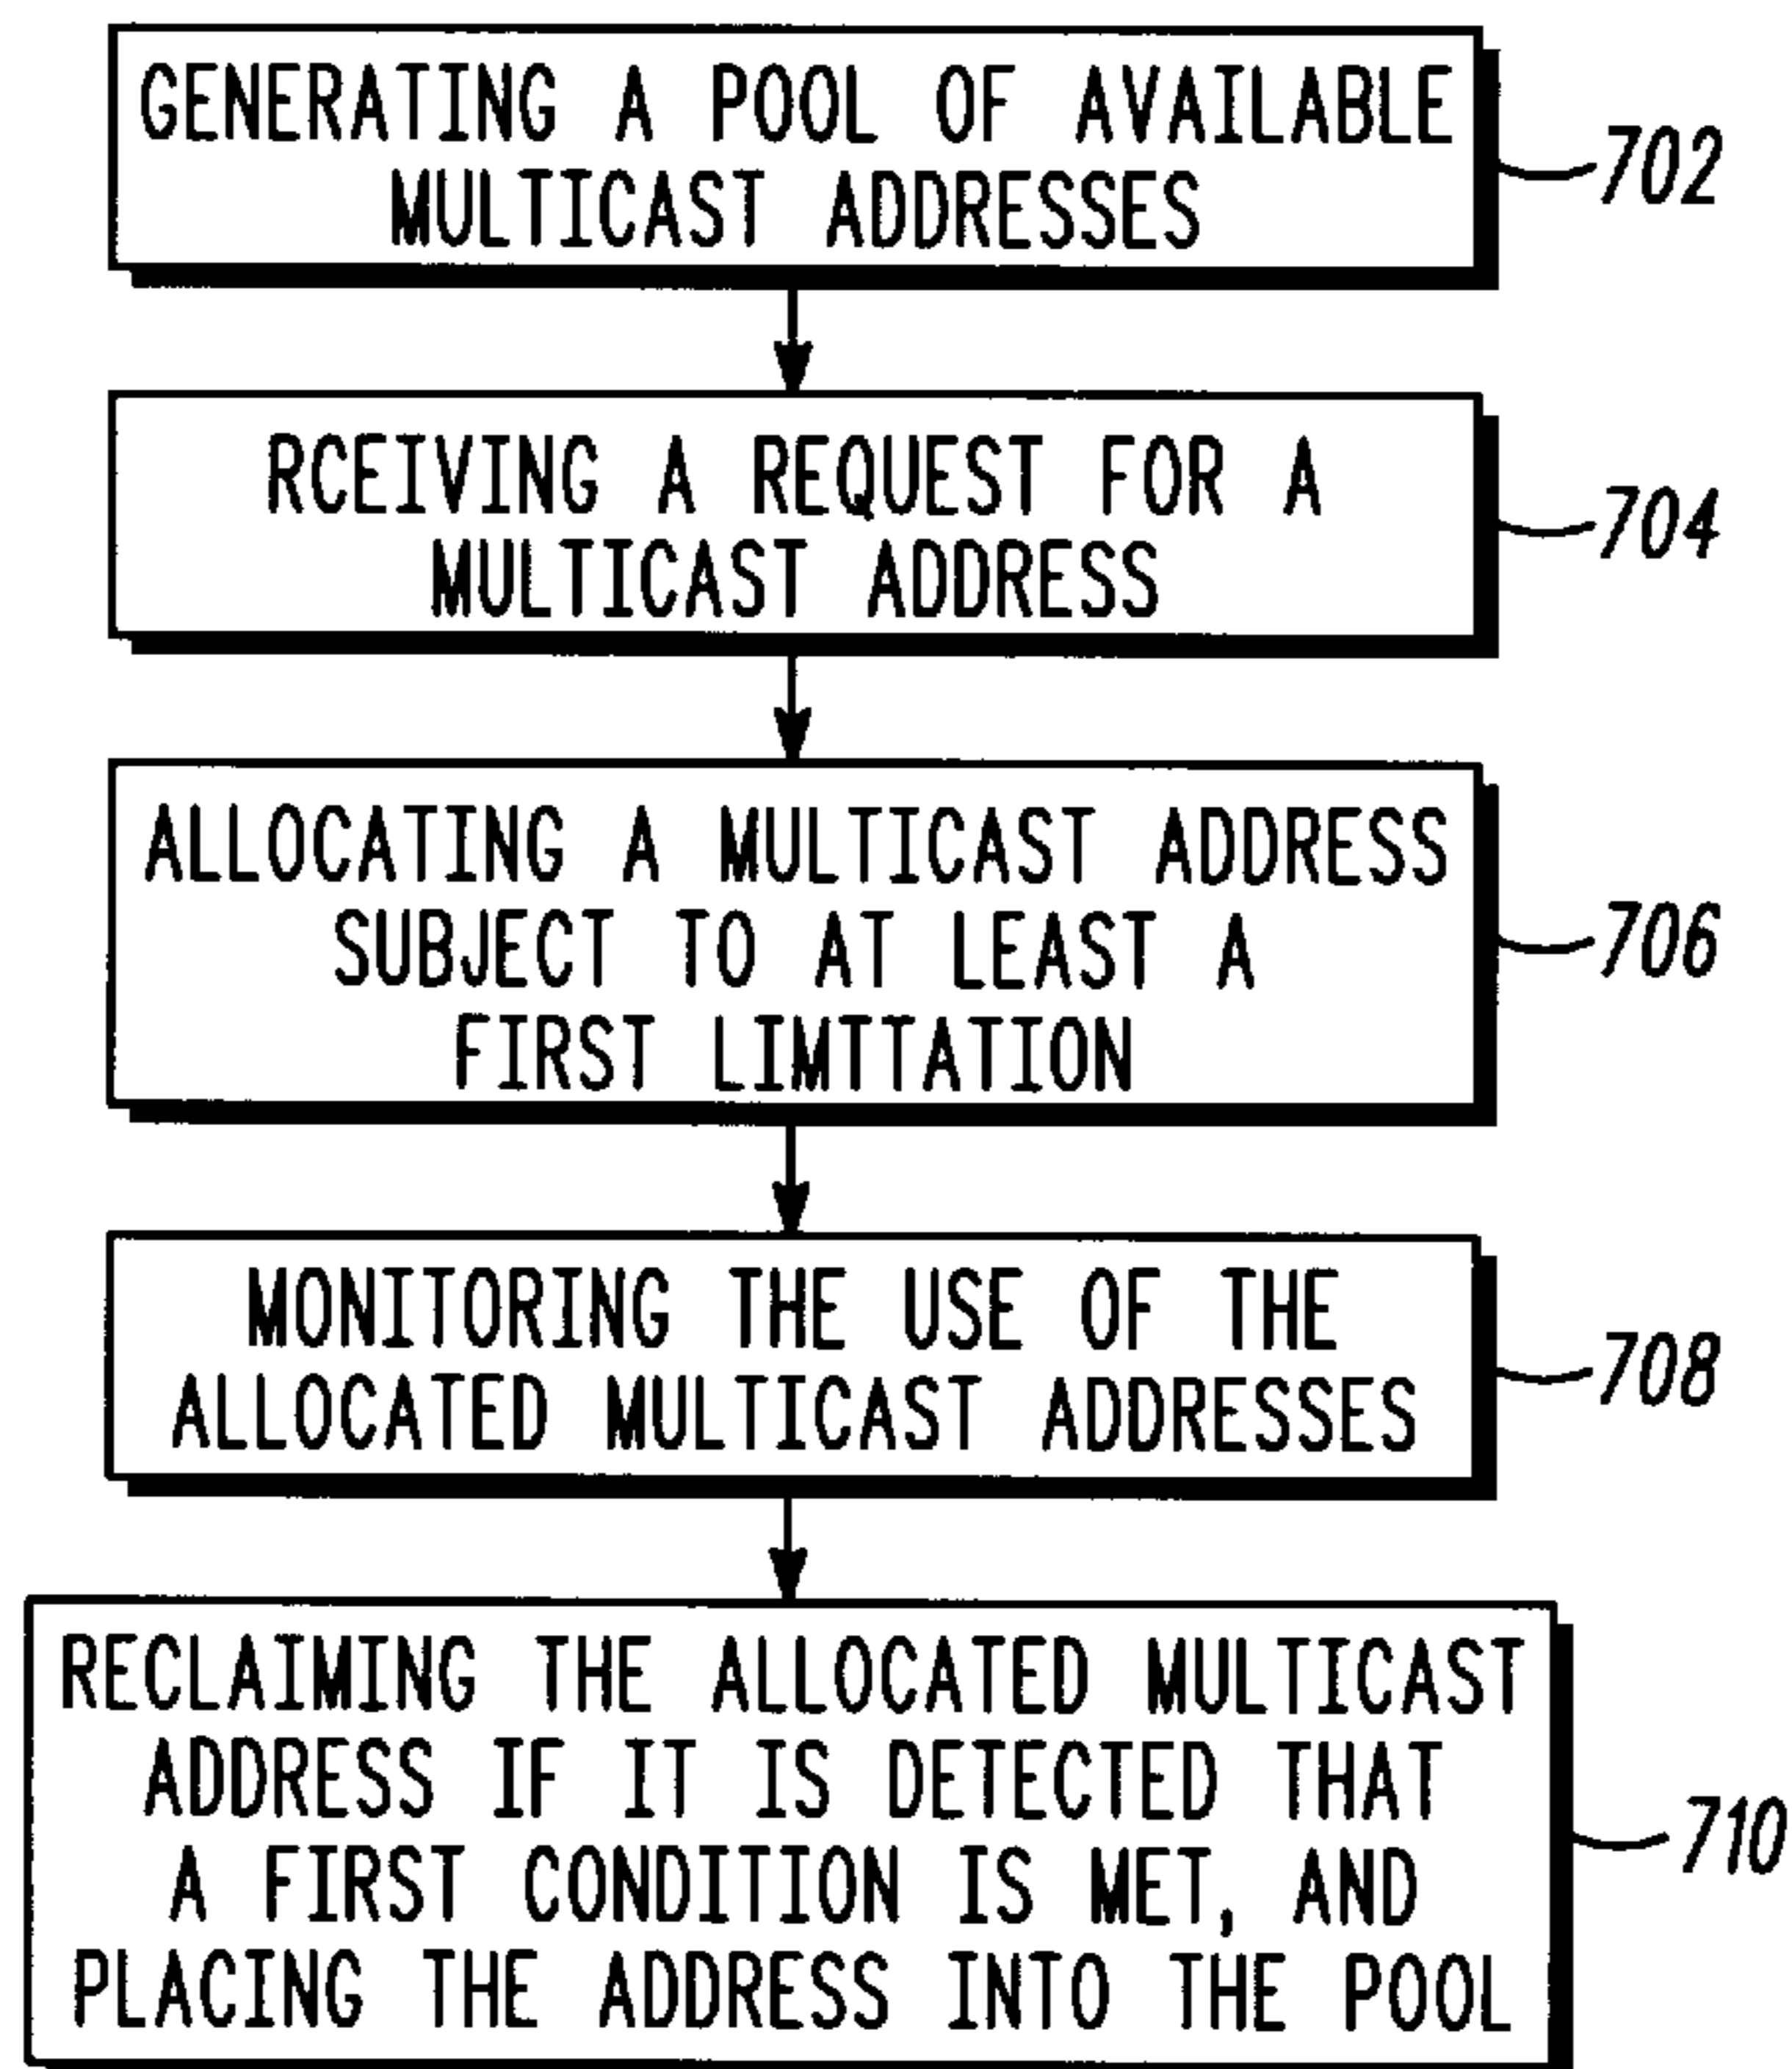 GENERATING A POOL OF AVAILABLE
MULTICAST ADDRESSES
702
RCEIVING A REQUEST FOR A
MULTICAST ADDRESS
704
ALLOCATING A MULTICAST ADDRESS
SUBJECT TO AT LEAST A
FIRST LIMTTATION
706
MONITORING THE USE OF THE
ALLOCATED MULTICAST ADDRESSES
708
RECLAIMING THE ALLOCATED MULTICAST
ADDRESS IF IT IS DETECTED THAT
A FIRST CONDITION IS MET, AND
PLACING THE ADDRESS INTO THE POOL
710